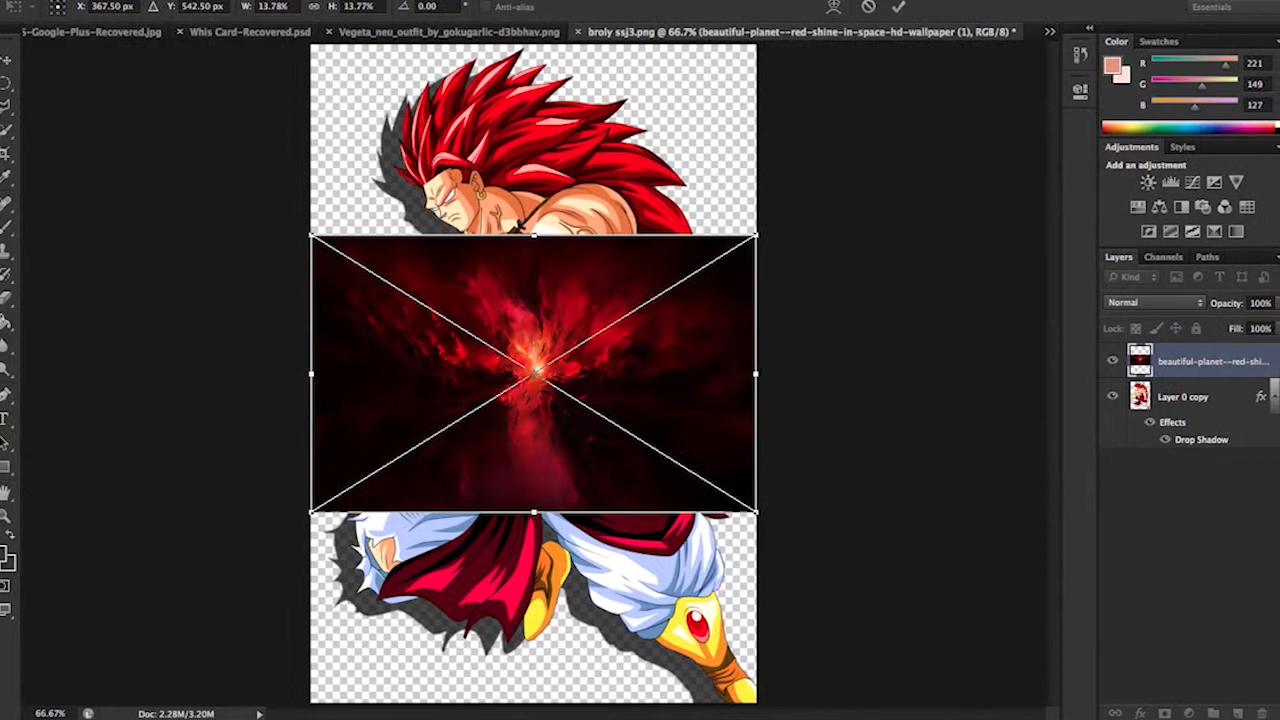 X: 367.50 px Y: 542.50 px W: 13.78% H: 13.77% 0.00 ° Anti-alias Essentials
-Google-Plus-Recovered.jpg × Whis Card-Recovered.psd × Vegeta_neu_outfit_by_gokugarlic-d3bbhav.png × broly ssj3.png @ 66.7% (beautiful-planet--red-shine-in-space-hd-wallpaper (1), RGB/8) *
Color Swatches
R 221
G 149
B 127
Adjustments Styles
Add an adjustment
Layers Channels Paths
Kind
Normal Opacity: 100%
Lock: Fill: 100%
beautiful-planet--red-shi...
Layer 0 copy fx
Effects
Drop Shadow
66.67% Doc: 2.28M/3.20M
fx